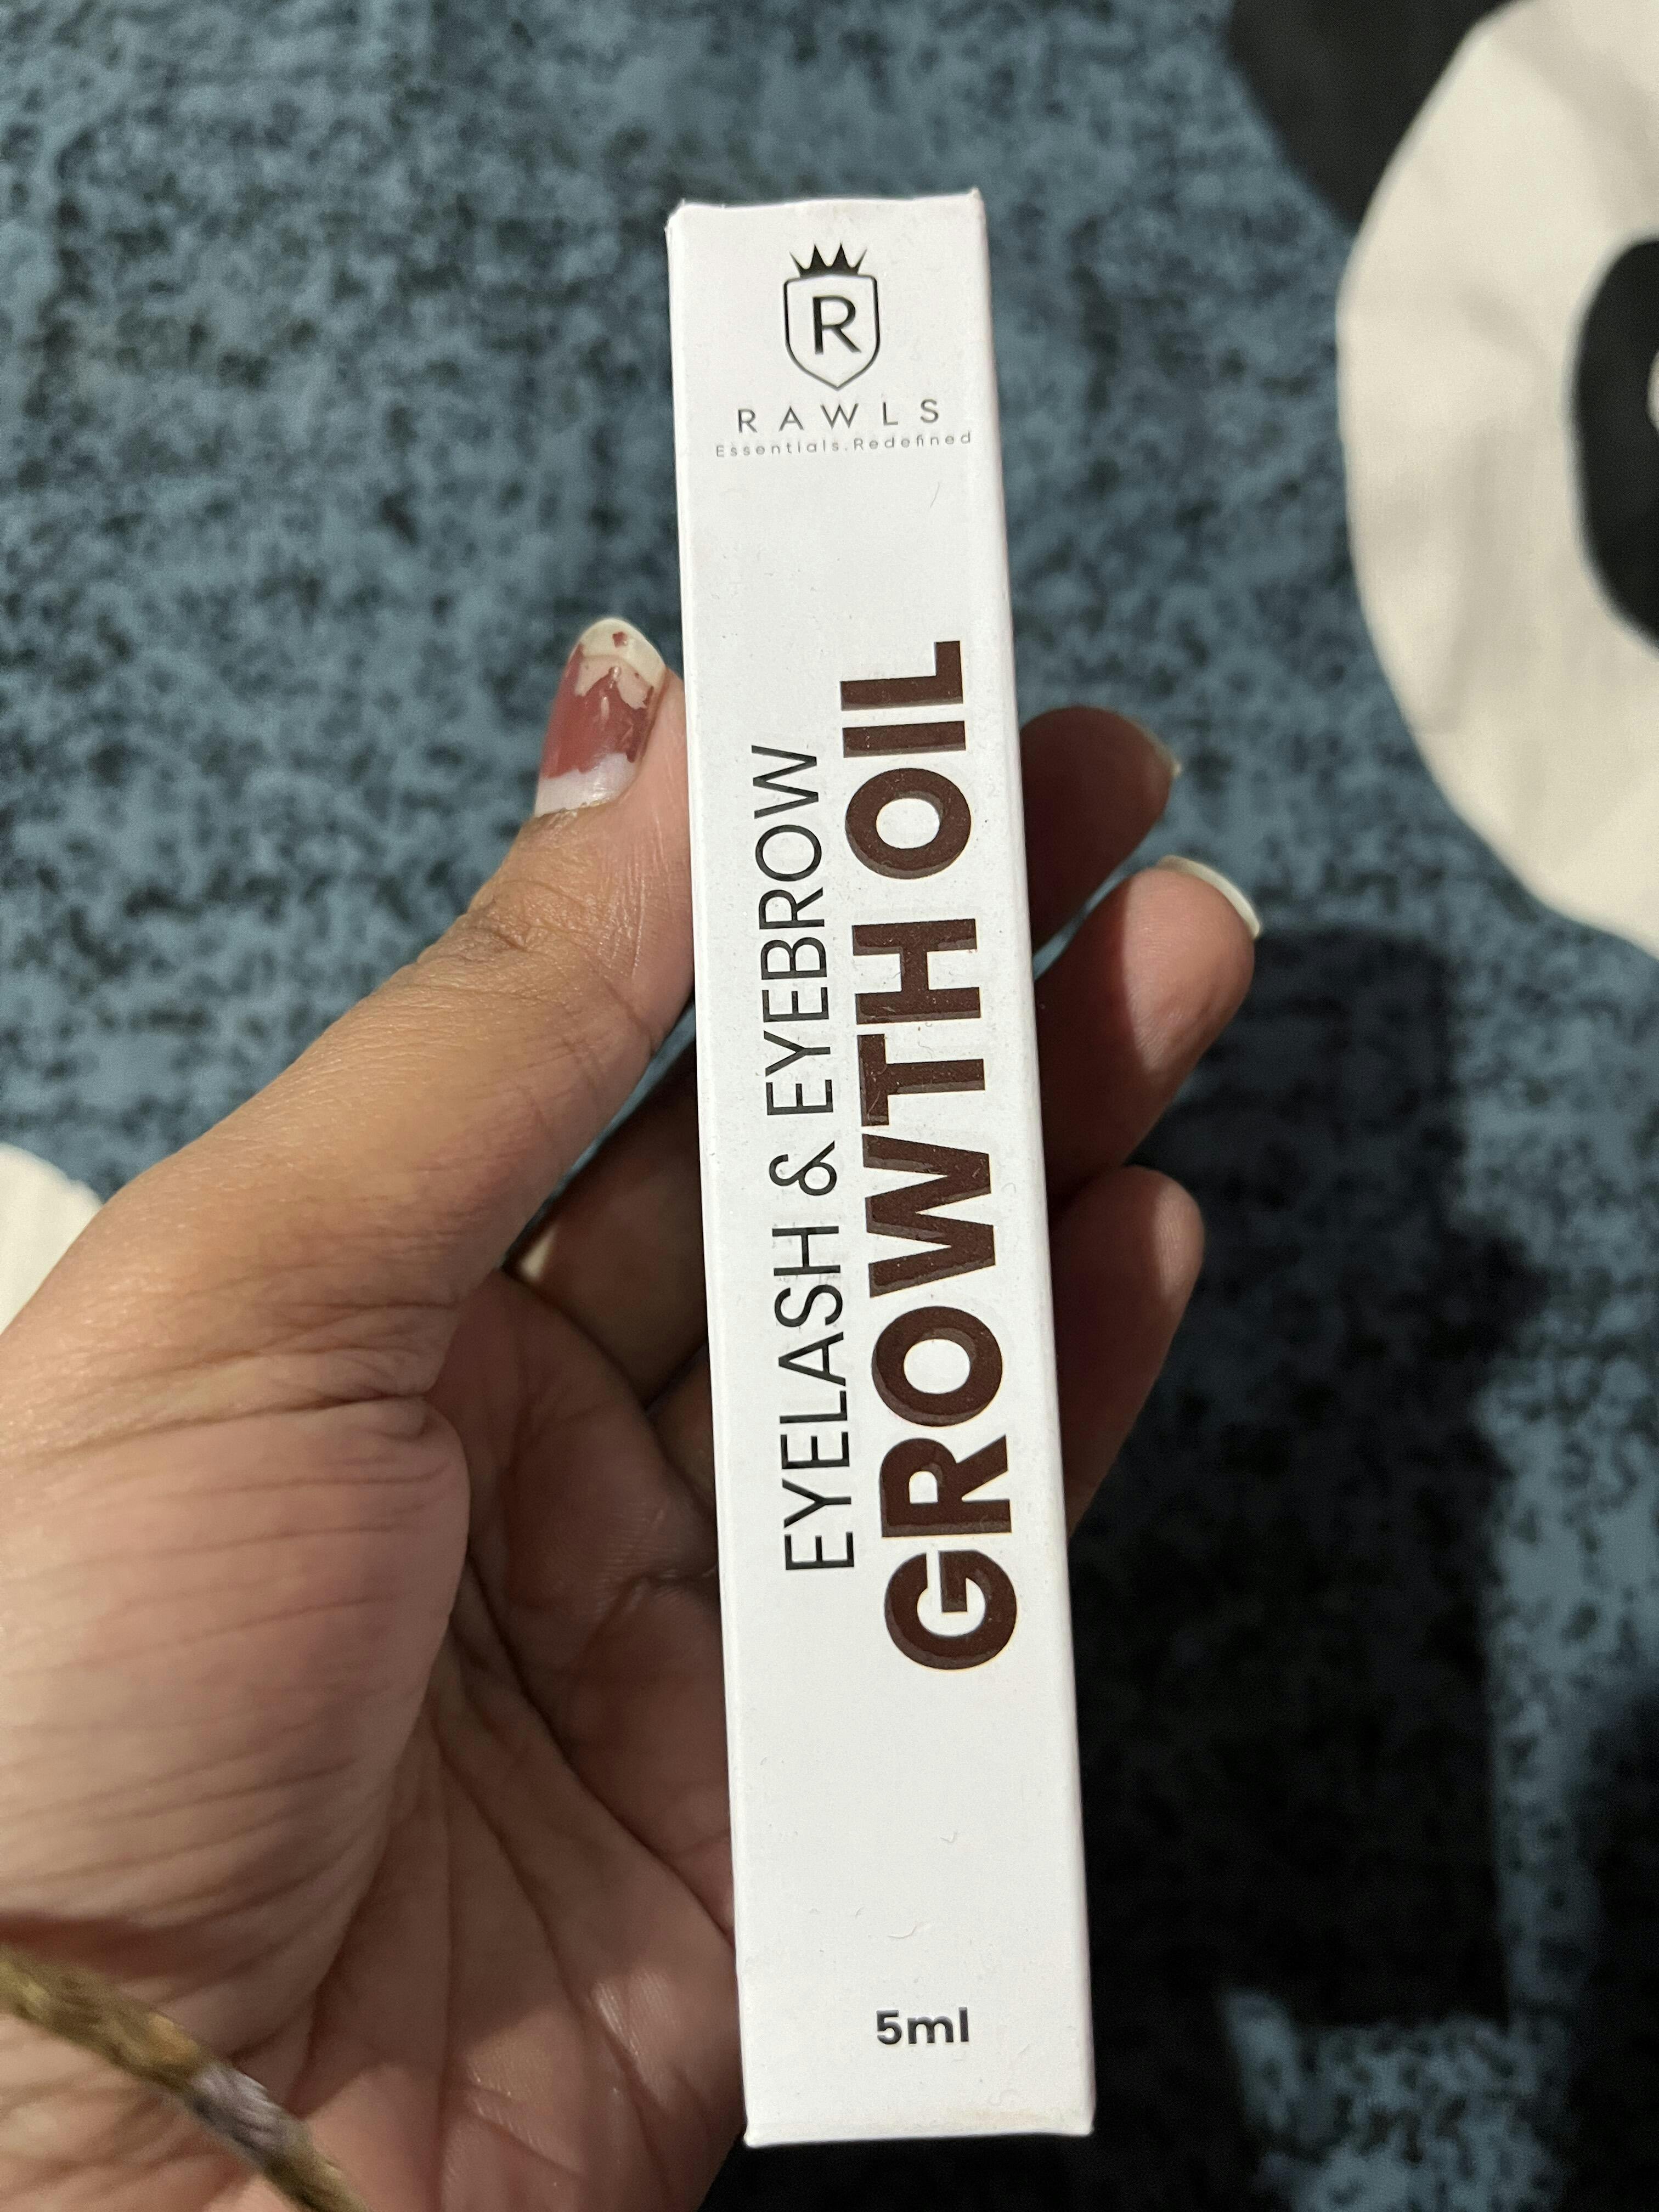 R
RAWLS
Essentials.Redefined
EYELASH & EYEBROW
GROWTH OIL
5ml